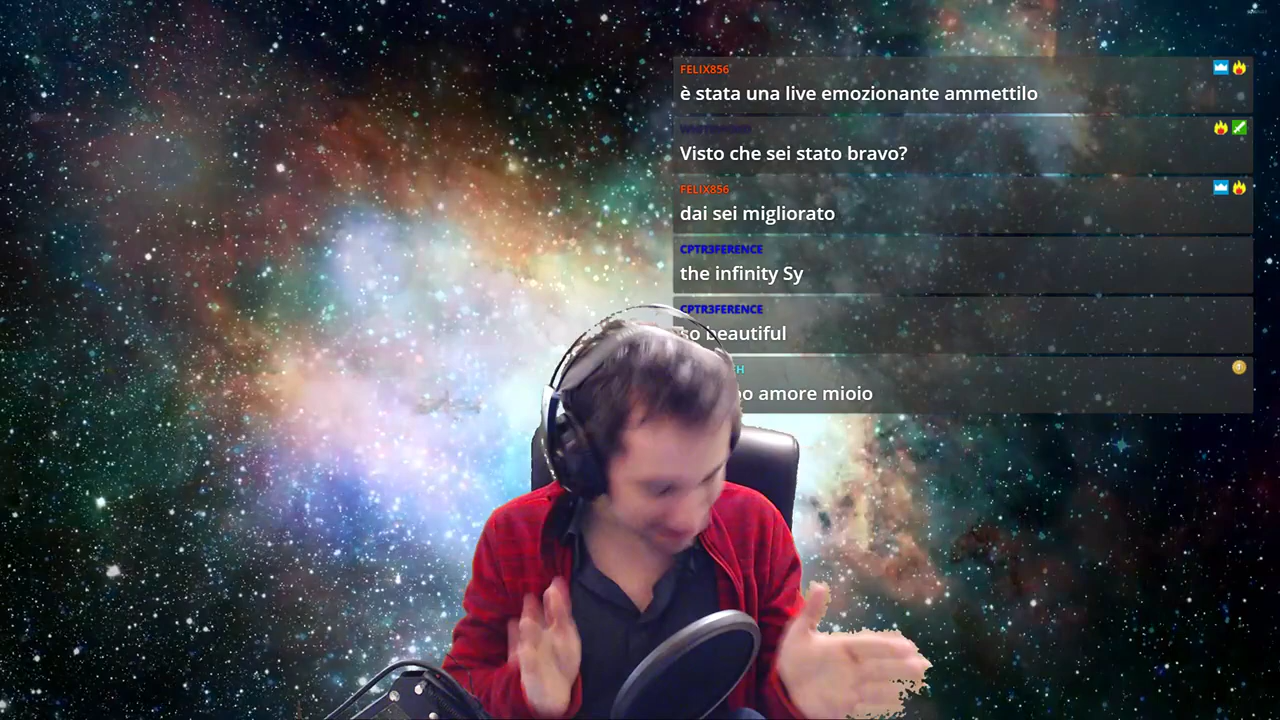 FELIX856
è stata una live emozionante ammettilo
Visto che sei stato bravo?
FELIX856
dai sei migliorato
CPTR3FERENCE
the infinity Sy
CPTR3FERENCE
so beautiful
amore mioio